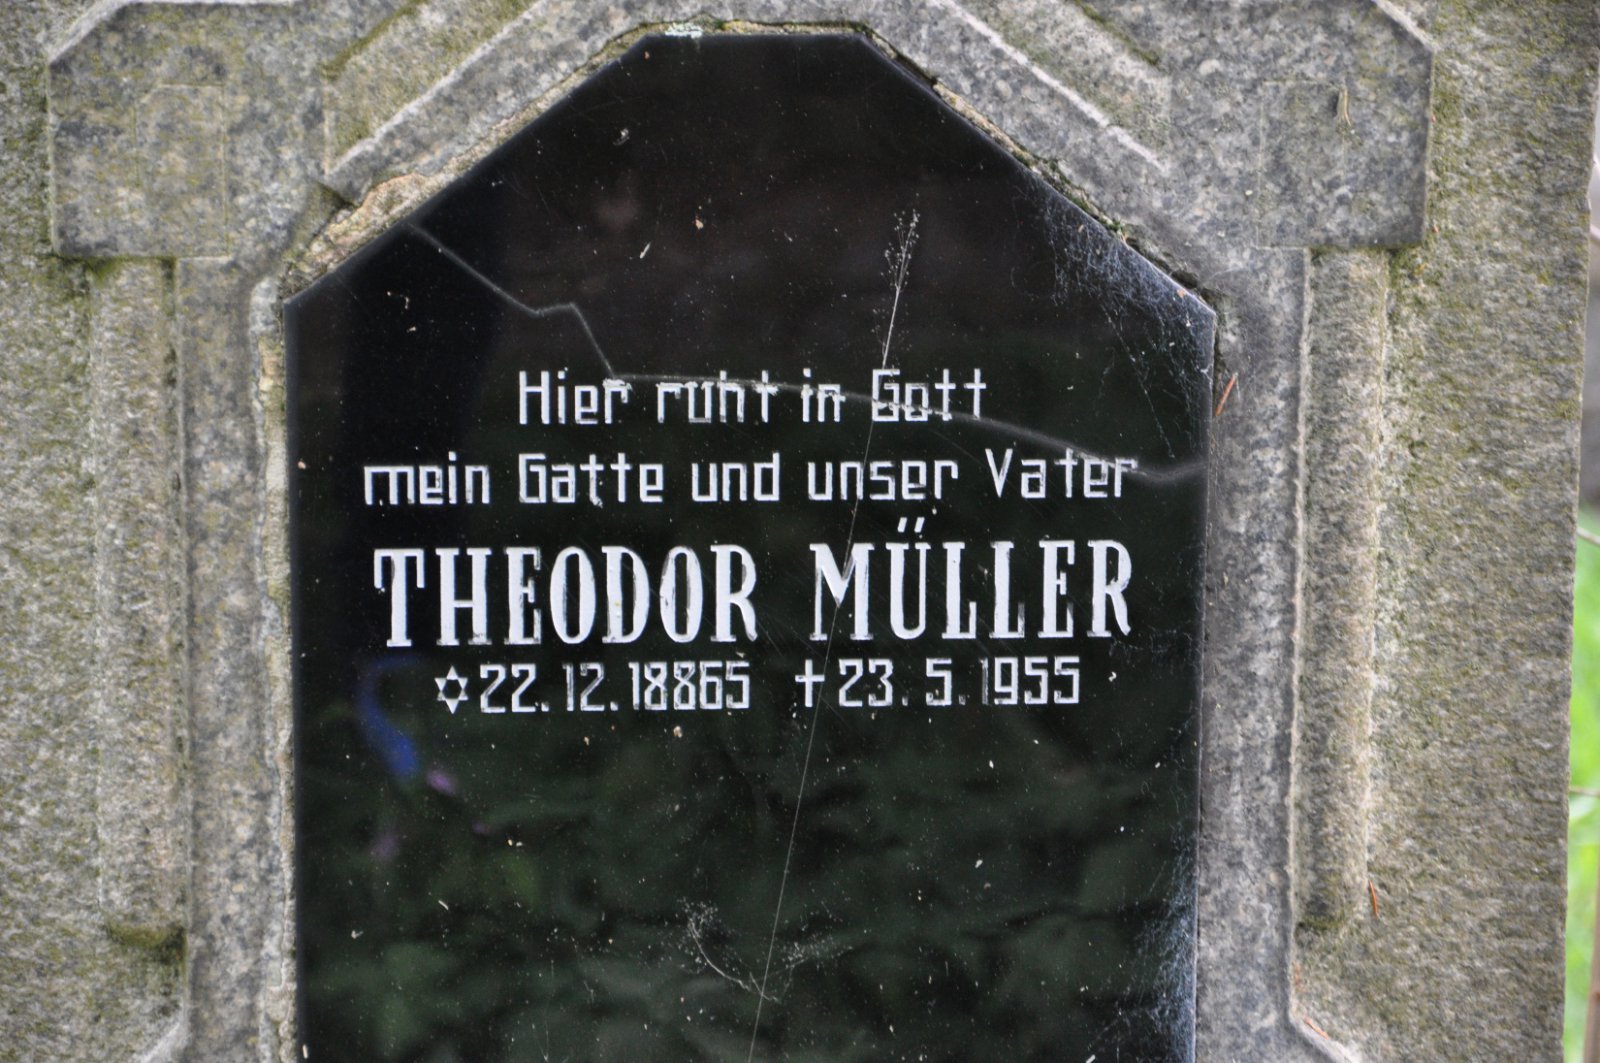 Hier ruht in Gott
mein Gatte und unser Vater
THEODOR MÜLLER
✡22.12.18865 ✝23.5.1955